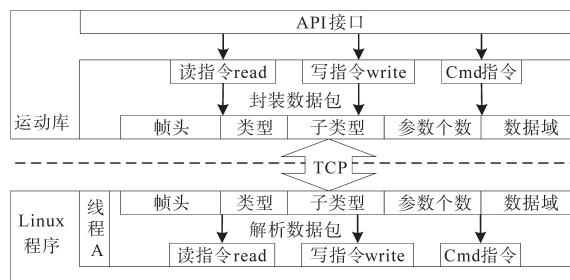 API接口
读指令read 写指令write Cmd指令
封装数据包
运动库
帧头 类型 子类型 参数个数 数据域
TCP
Linux
程序
线
程
A
帧头 类型 子类型 参数个数 数据域
解析数据包
读指令read 写指令write Cmd指令